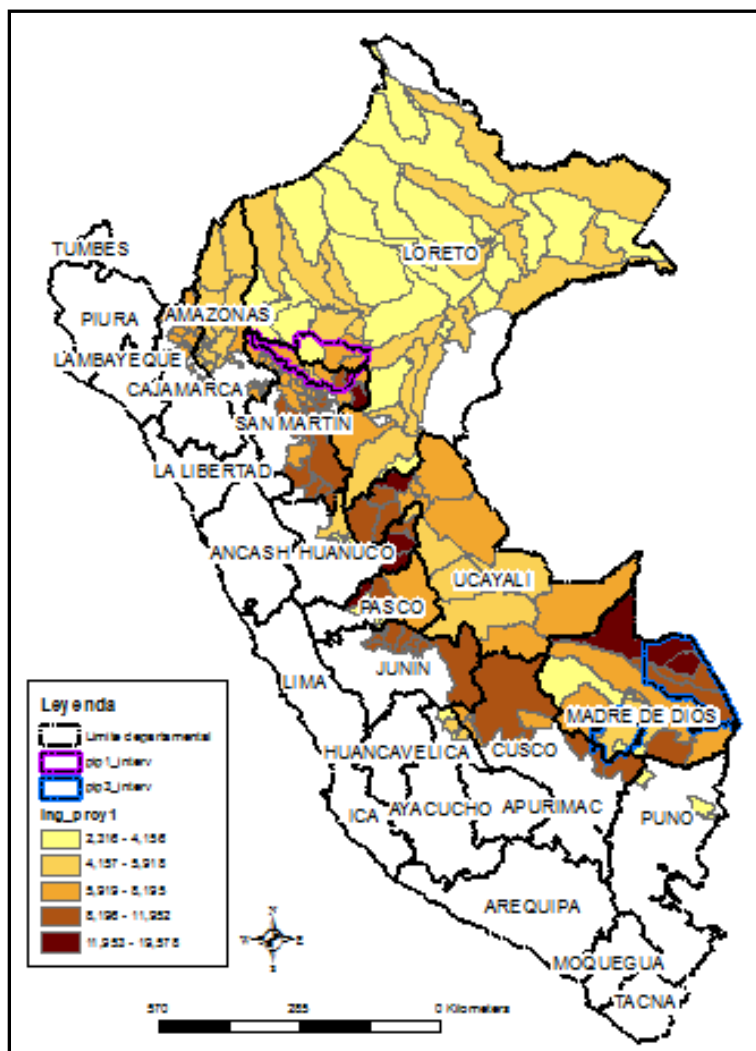 LORETO
TUMBES
PIURA
AMAZONAS
LAMBAYEQUE
CAJAMARCA
SAN MARTIN
LA LIBERTAD
ANCASH
HUANUCO
UCAYALI
PASCO
LIMA
JUNIN
MADRE DE DIOS
HUANCAVELICA
CUSCO
ICA
AYACUCHO
APURIMAC
PUNO
AREQUIPA
MOQUEGUA
TACNA
Leyenda
Limite departamental
pip1_interv
pip2_interv
ing_proy1
2,316 - 4,156
4,157 - 5,918
5,919 - 8,195
8,196 - 11,952
11,953 - 19,578
N
W
E
S
570
285
0 Kilometers